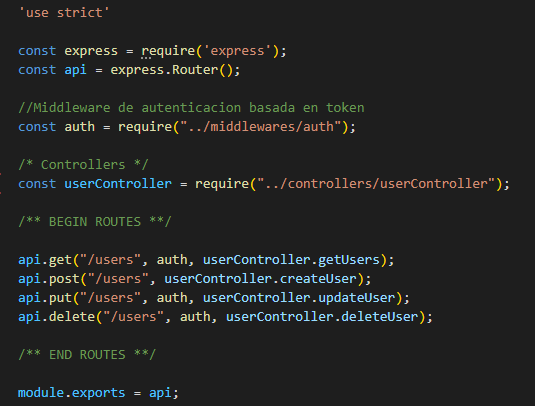 'use strict'
const express = require('express');
const api = express.Router();
//Middleware de autenticacion basada en token
const auth = require("../middlewares/auth");
/* Controllers */
const userController = require("../controllers/userController");
/** BEGIN ROUTES **/
api.get("/users", auth, userController.getUsers);
api.post("/users", userController.createUser);
api.put("/users", auth, userController.updateUser);
api.delete("/users", auth, userController.deleteUser);
/** END ROUTES **/
module.exports = api;